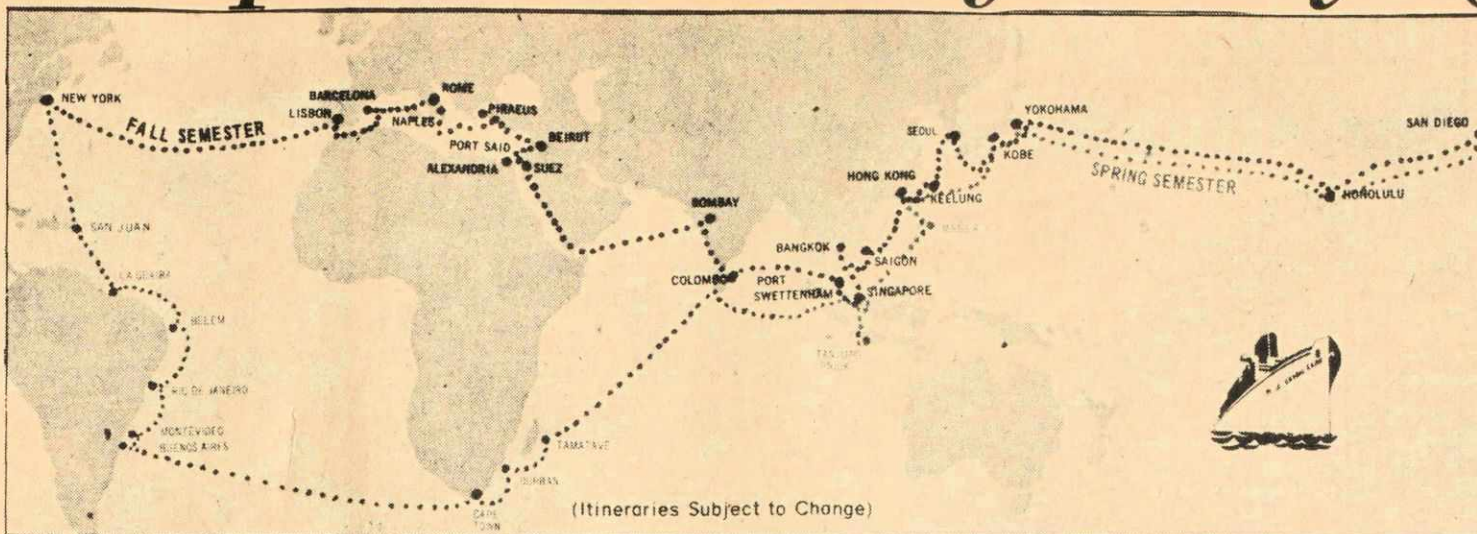 NEW YORK
FALL SEMESTER
LISBON
BARCELONA
ROME
NAPLES
PIRAEUS
PORT SAID
BEIRUT
ALEXANDRIA
SUEZ
BOMBAY
COLOMBO
PORT
SWETTENHAM
BANGKOK
SAIGON
SINGAPORE
HONG KONG
KEELUNG
SEOUL
KOBE
YOKOHAMA
SPRING SEMESTER
HONOLULU
SAN DIEGO
SAN JUAN
LA GUAIRA
BELEM
RIO DE JANEIRO
MONTEVIDEO
BUENOS AIRES
CAPE
TOWN
DURBAN
TAMATAVE
(Itineraries Subject to Change)